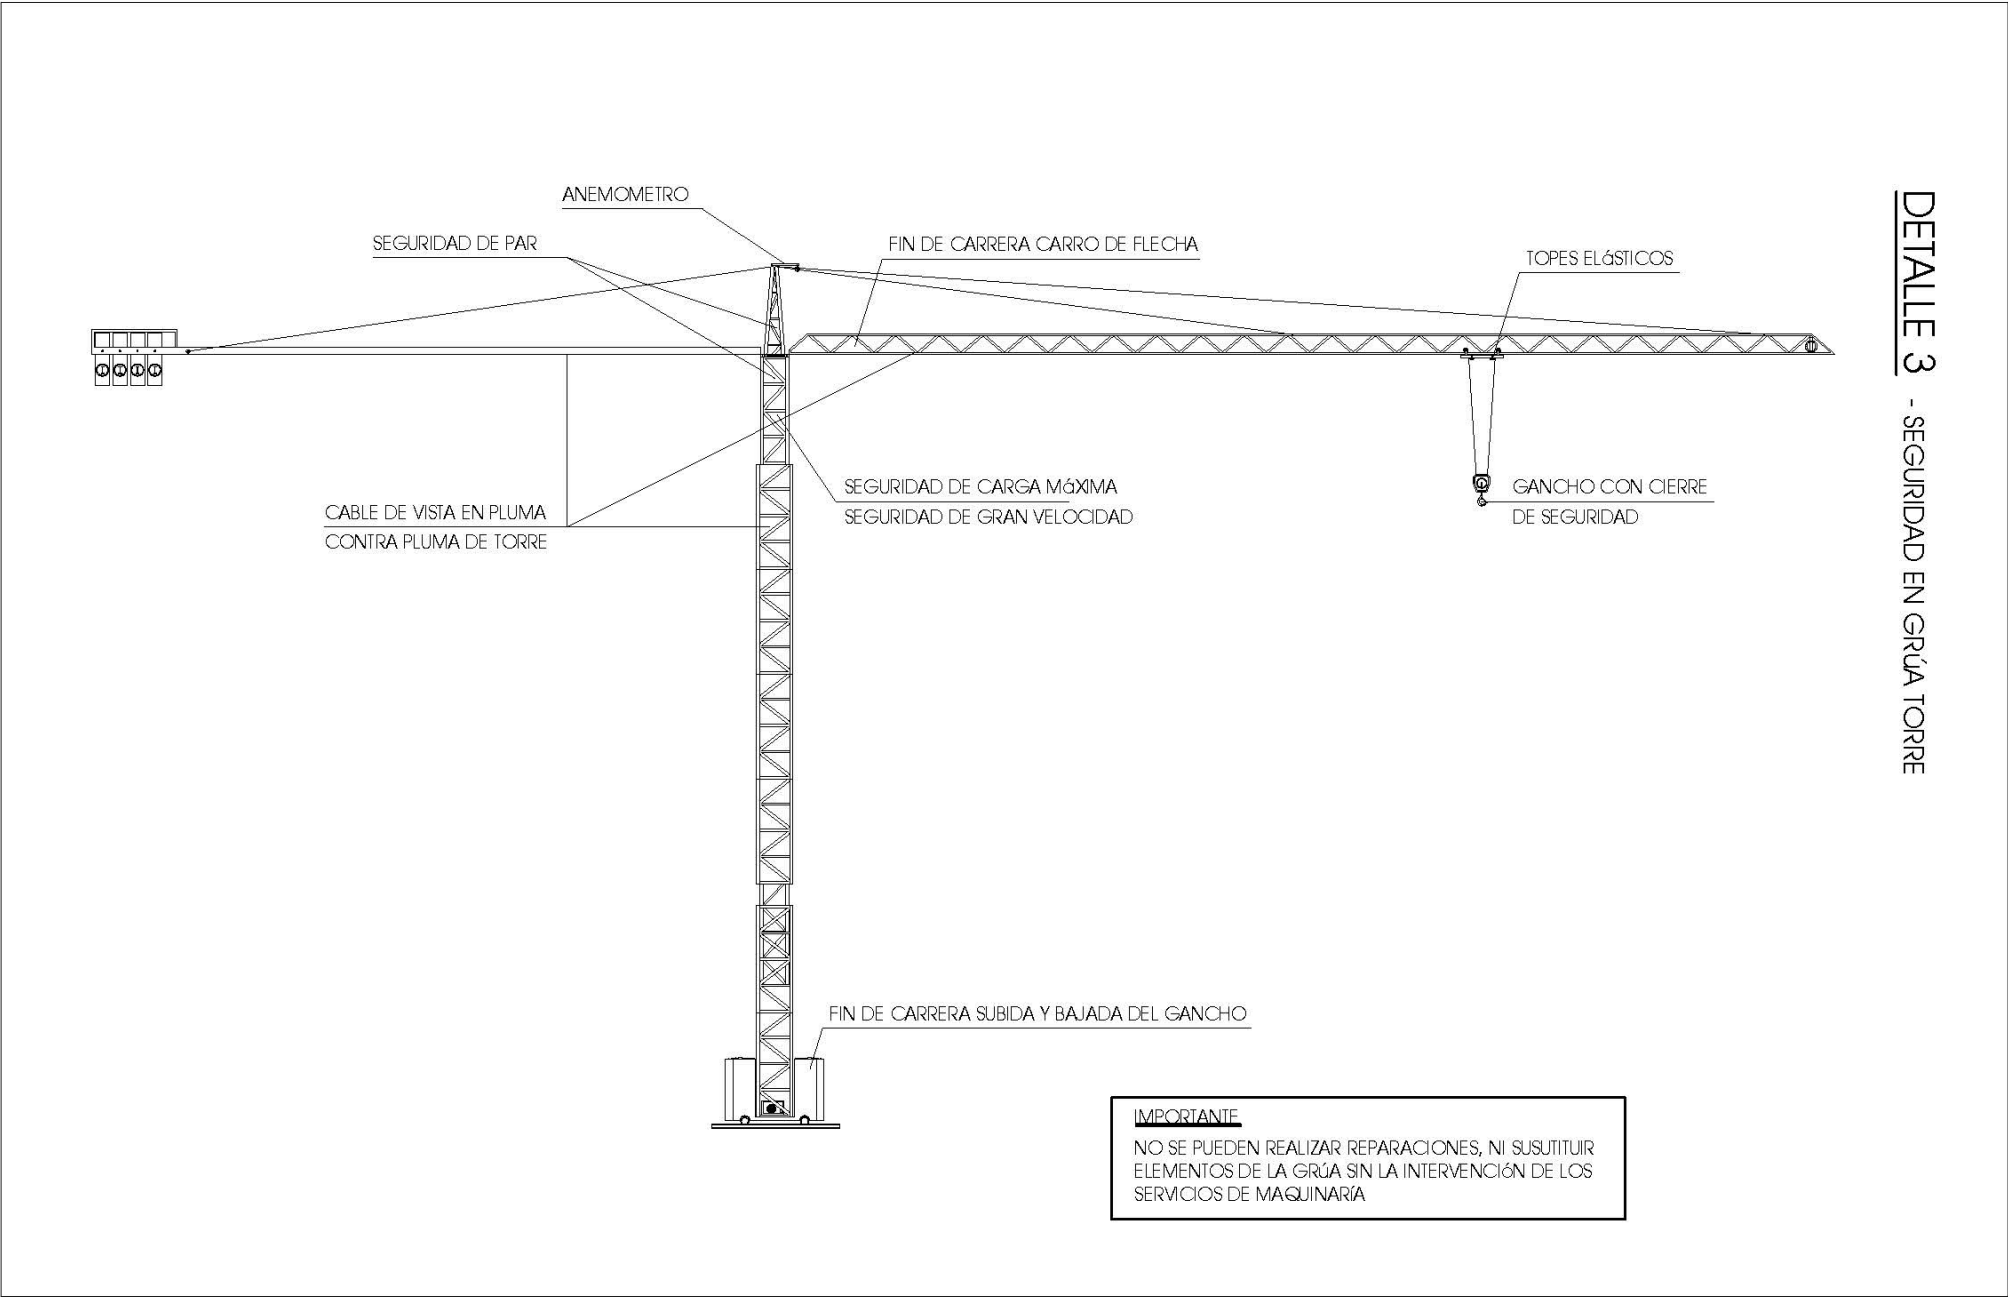 DETALLE 3 - SEGURIDAD EN GRÚA TORRE
ANEMOMETRO
SEGURIDAD DE PAR
FIN DE CARRERA CARRO DE FLECHA
TOPES ELáSTICOS
SEGURIDAD DE CARGA MáXIMA
SEGURIDAD DE GRAN VELOCIDAD
GANCHO CON CIERRE
DE SEGURIDAD
CABLE DE VISTA EN PLUMA
CONTRA PLUMA DE TORRE
FIN DE CARRERA SUBIDA Y BAJADA DEL GANCHO
IMPORTANTE
NO SE PUEDEN REALIZAR REPARACIONES, NI SUSUTITUIR
ELEMENTOS DE LA GRúA SIN LA INTERVENCIóN DE LOS
SERVICIOS DE MAQUINARíA